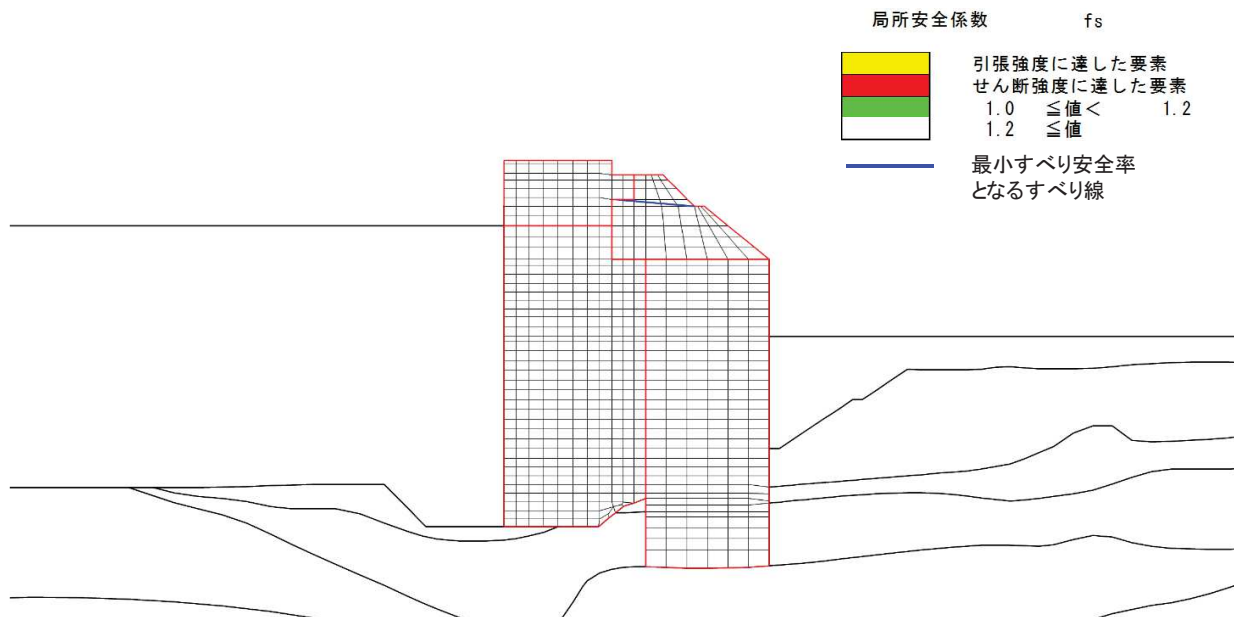 局所安全係数 fs
引張強度に達した要素
せん断強度に達した要素
1.0 ≦値< 1.2
1.2 ≦値
最小すべり安全率
となるすべり線